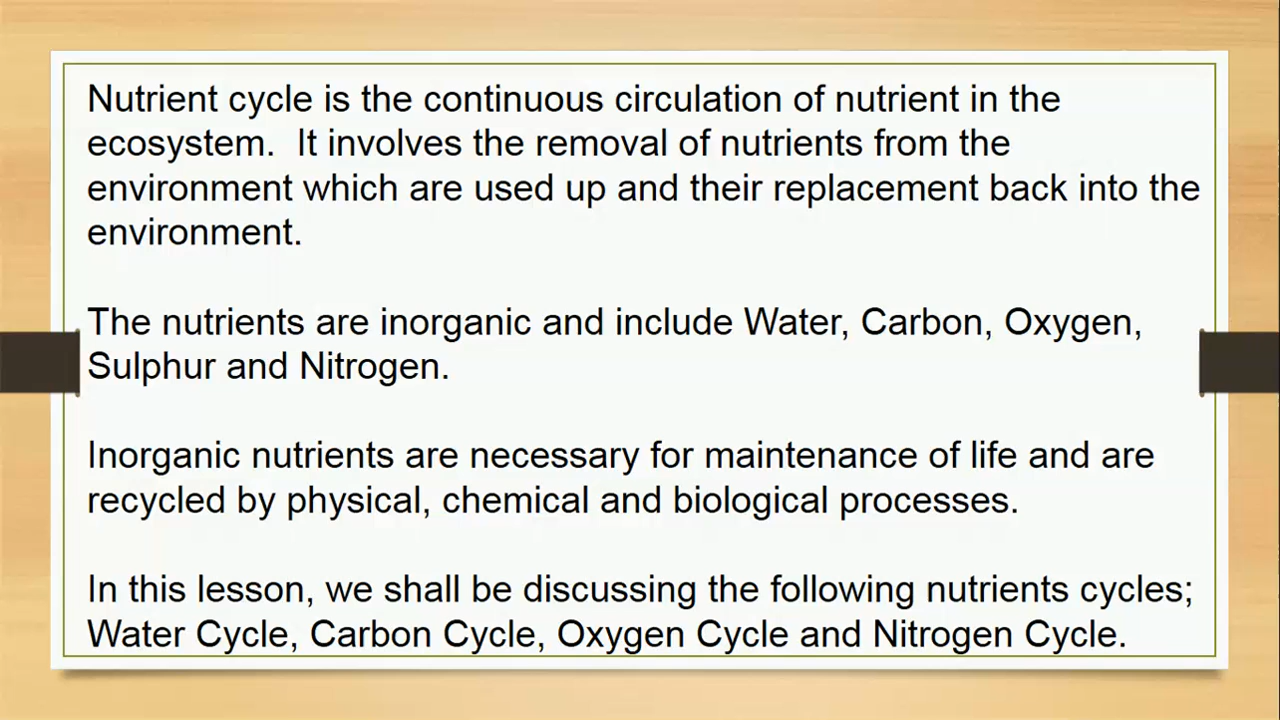 Nutrient cycle is the continuous circulation of nutrient in the
ecosystem.  It involves the removal of nutrients from the
environment which are used up and their replacement back into the
environment.
The nutrients are inorganic and include Water, Carbon, Oxygen,
Sulphur and Nitrogen.
Inorganic nutrients are necessary for maintenance of life and are
recycled by physical, chemical and biological processes.
In this lesson, we shall be discussing the following nutrients cycles;
Water Cycle, Carbon Cycle, Oxygen Cycle and Nitrogen Cycle.